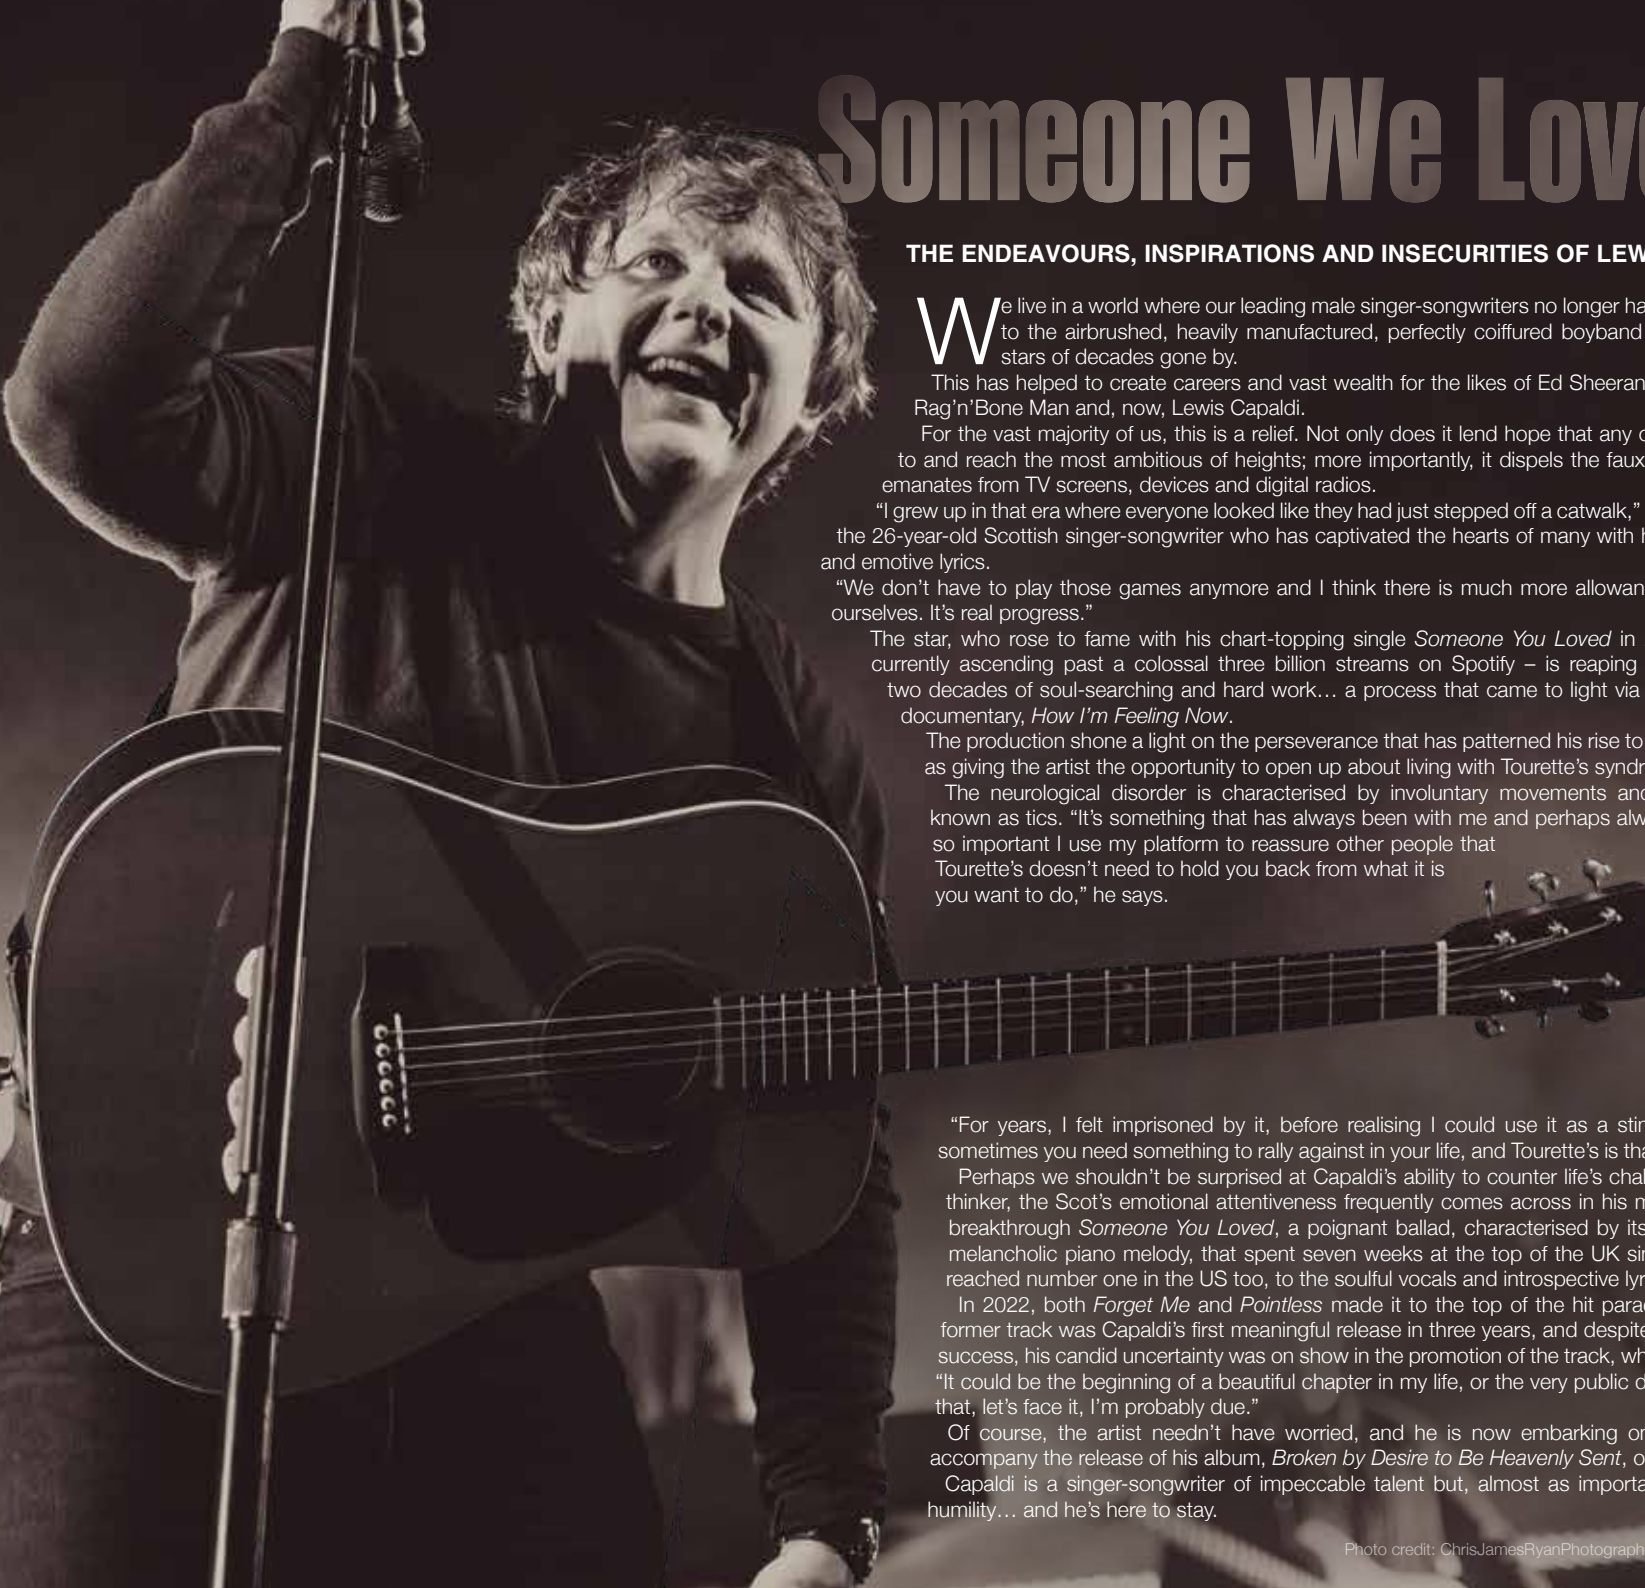 Someone We Love
THE ENDEAVOURS, INSPIRATIONS AND INSECURITIES OF LEW
We live in a world where our leading male singer-songwriters no longer ha
to the airbrushed, heavily manufactured, perfectly coiffured boyband
stars of decades gone by.
This has helped to create careers and vast wealth for the likes of Ed Sheeran
Rag’n’Bone Man and, now, Lewis Capaldi.
For the vast majority of us, this is a relief. Not only does it lend hope that any
to and reach the most ambitious of heights; more importantly, it dispels the faux
emanates from TV screens, devices and digital radios.
“I grew up in that era where everyone looked like they had just stepped off a catwalk,”
the 26-year-old Scottish singer-songwriter who has captivated the hearts of many with h
and emotive lyrics.
“We don’t have to play those games anymore and I think there is much more allowan
ourselves. It’s real progress.”
The star, who rose to fame with his chart-topping single Someone You Loved in
currently ascending past a colossal three billion streams on Spotify – is reaping
two decades of soul-searching and hard work… a process that came to light via
documentary, How I’m Feeling Now.
The production shone a light on the perseverance that has patterned his rise to
as giving the artist the opportunity to open up about living with Tourette’s syndr
The neurological disorder is characterised by involuntary movements and
known as tics. “It’s something that has always been with me and perhaps alw
so important I use my platform to reassure other people that
Tourette’s doesn’t need to hold you back from what it is
you want to do,” he says.
“For years, I felt imprisoned by it, before realising I could use it as a stim
sometimes you need something to rally against in your life, and Tourette’s is tha
Perhaps we shouldn’t be surprised at Capaldi’s ability to counter life’s chal
thinker, the Scot’s emotional attentiveness frequently comes across in his m
breakthrough Someone You Loved, a poignant ballad, characterised by its
melancholic piano melody, that spent seven weeks at the top of the UK sin
reached number one in the US too, to the soulful vocals and introspective lyr
In 2022, both Forget Me and Pointless made it to the top of the hit parad
former track was Capaldi’s first meaningful release in three years, and despite
success, his candid uncertainty was on show in the promotion of the track, wh
“It could be the beginning of a beautiful chapter in my life, or the very public d
that, let’s face it, I’m probably due.”
Of course, the artist needn’t have worried, and he is now embarking on
accompany the release of his album, Broken by Desire to Be Heavenly Sent, o
Capaldi is a singer-songwriter of impeccable talent but, almost as importa
humility… and he’s here to stay.
Photo credit: ChrisJamesRyanPhotograph